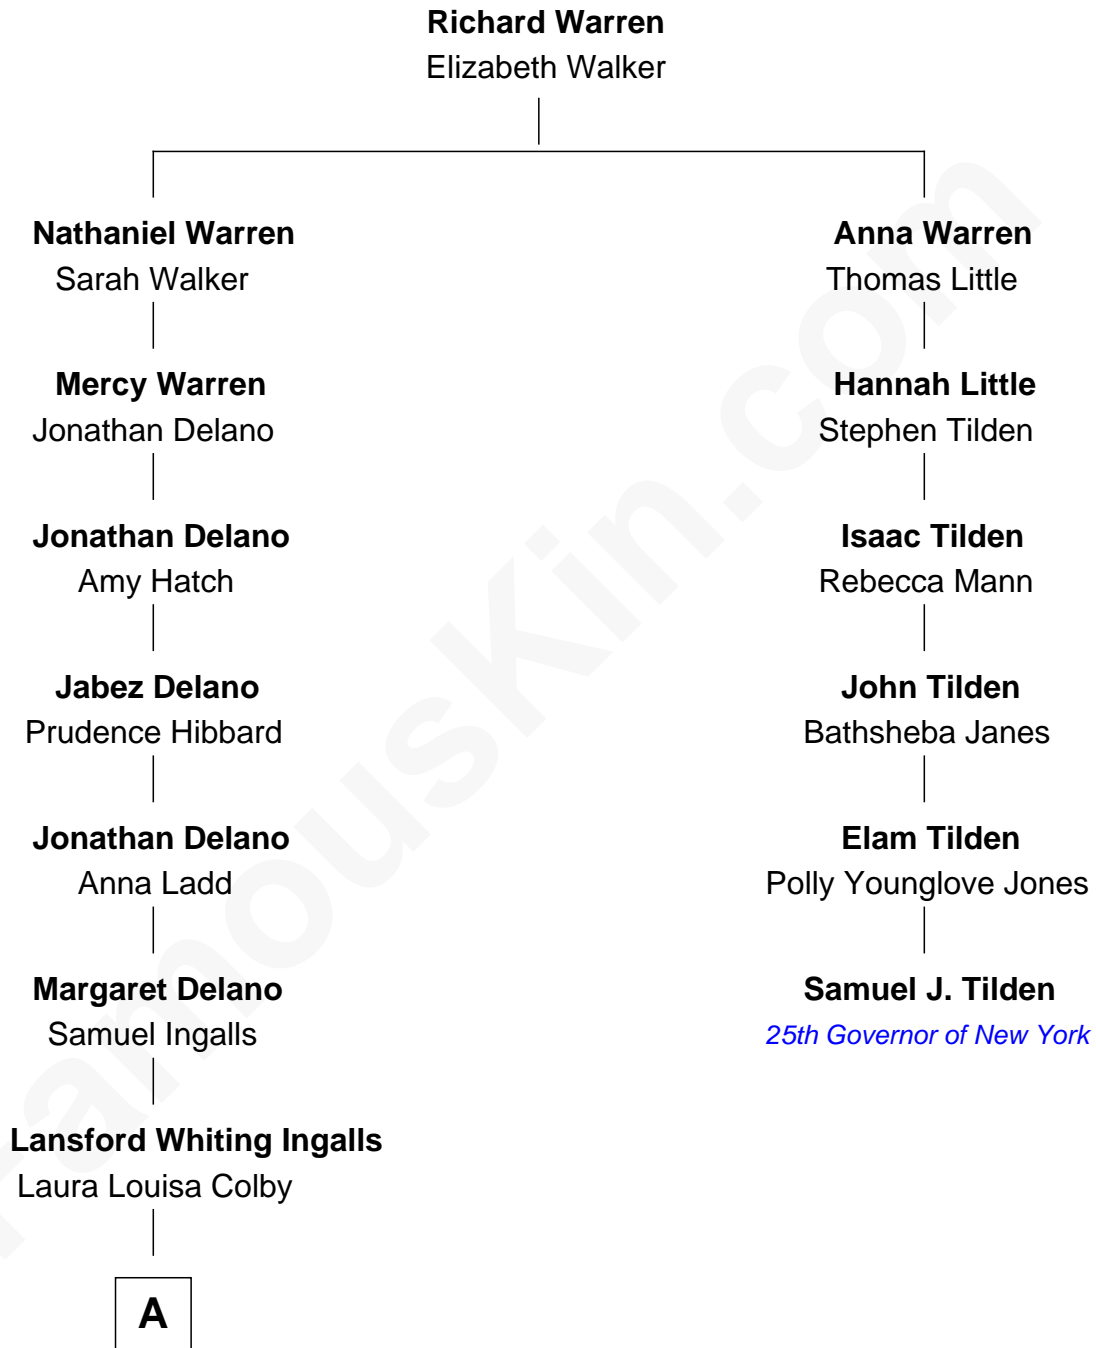 Richard Warren
Elizabeth Walker
Nathaniel Warren
Sarah Walker
Anna Warren
Thomas Little
Mercy Warren
Jonathan Delano
Hannah Little
Stephen Tilden
Jonathan Delano
Amy Hatch
Isaac Tilden
Rebecca Mann
Jabez Delano
Prudence Hibbard
John Tilden
Bathsheba Janes
Jonathan Delano
Anna Ladd
Elam Tilden
Polly Younglove Jones
Margaret Delano
Samuel Ingalls
Samuel J. Tilden
25th Governor of New York
Lansford Whiting Ingalls
Laura Louisa Colby
A
FamousKin.com